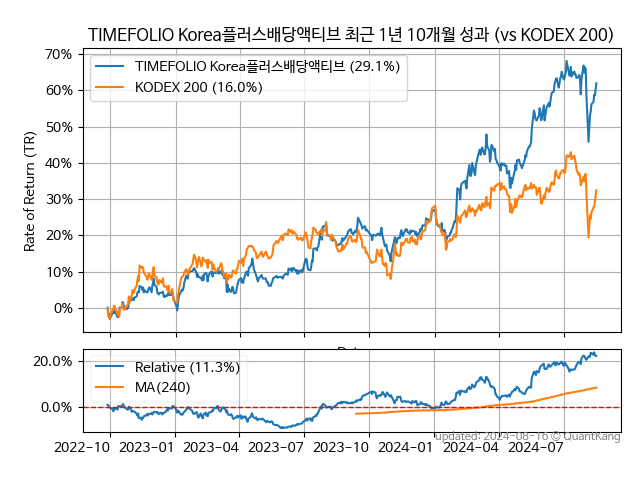 TIMEFOLIO Korea플러스배당액티브 최근 1년 10개월 성과 (vs KODEX 200)
70%
60%
50%
40%
30%
20%
10%
0%
Rate of Return (TR)
TIMEFOLIO Korea플러스배당액티브 (29.1%)
KODEX 200 (16.0%)
20.0%
0.0%
Relative (11.3%)
MA(240)
2022-10 2023-01 2023-04 2023-07 2023-10 2024-01 2024-04 2024-07
updated: 2024-08-16 © QuantKang